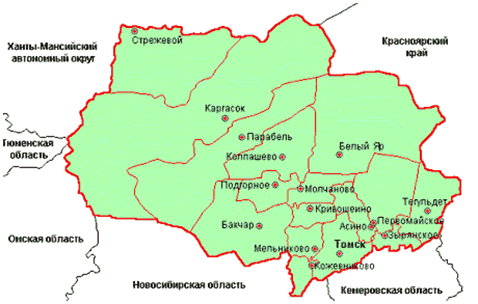 Стрежевой
Ханты-Мансийский
автономный округ
Красноярский
край
Каргасок
Парабель
Тюменская
область
Колпашево
Белый Яр
Подгорное
Молчаново
Тегульдет
Кривошеино
Первомайское
Бакчар
Асино
Зырянское
Омская область
Мельниково
Томск
Кожевниково
Новосибирская область
Кемеровская область